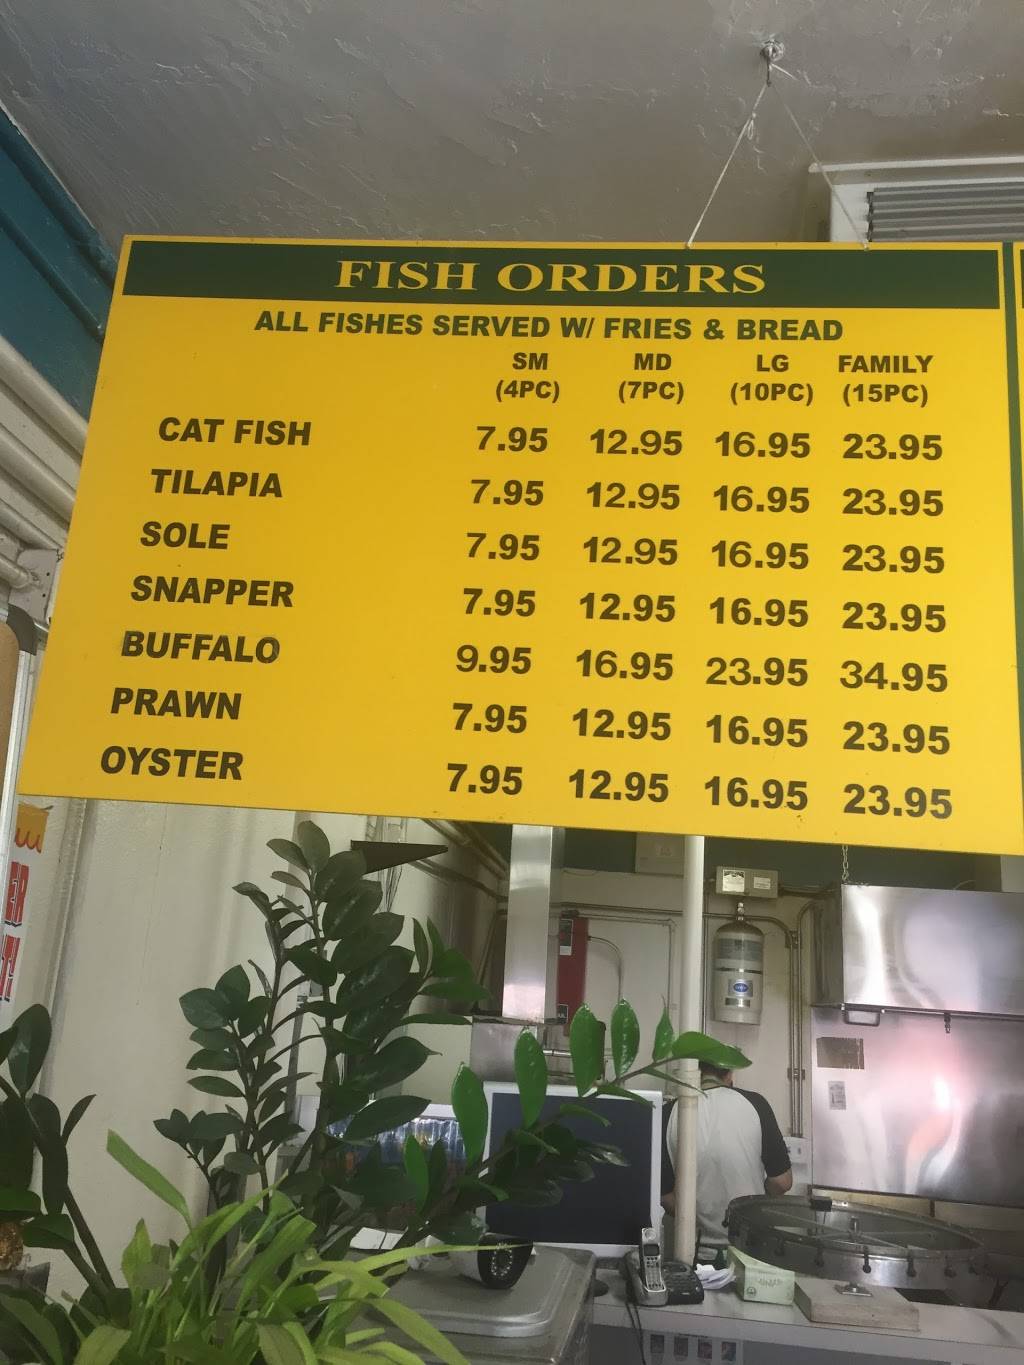 FISH ORDERS
ALL FISHES SERVED W/ FRIES & BREAD
SM MD LG FAMILY
(4PC) (7PC) (10PC) (15PC)
CAT FISH 7.95 12.95 16.95 23.95
TILAPIA 7.95 12.95 16.95 23.95
SOLE 7.95 12.95 16.95 23.95
SNAPPER 7.95 12.95 16.95 23.95
BUFFALO 9.95 16.95 23.95 34.95
PRAWN 7.95 12.95 16.95 23.95
OYSTER 7.95 12.95 16.95 23.95
ER